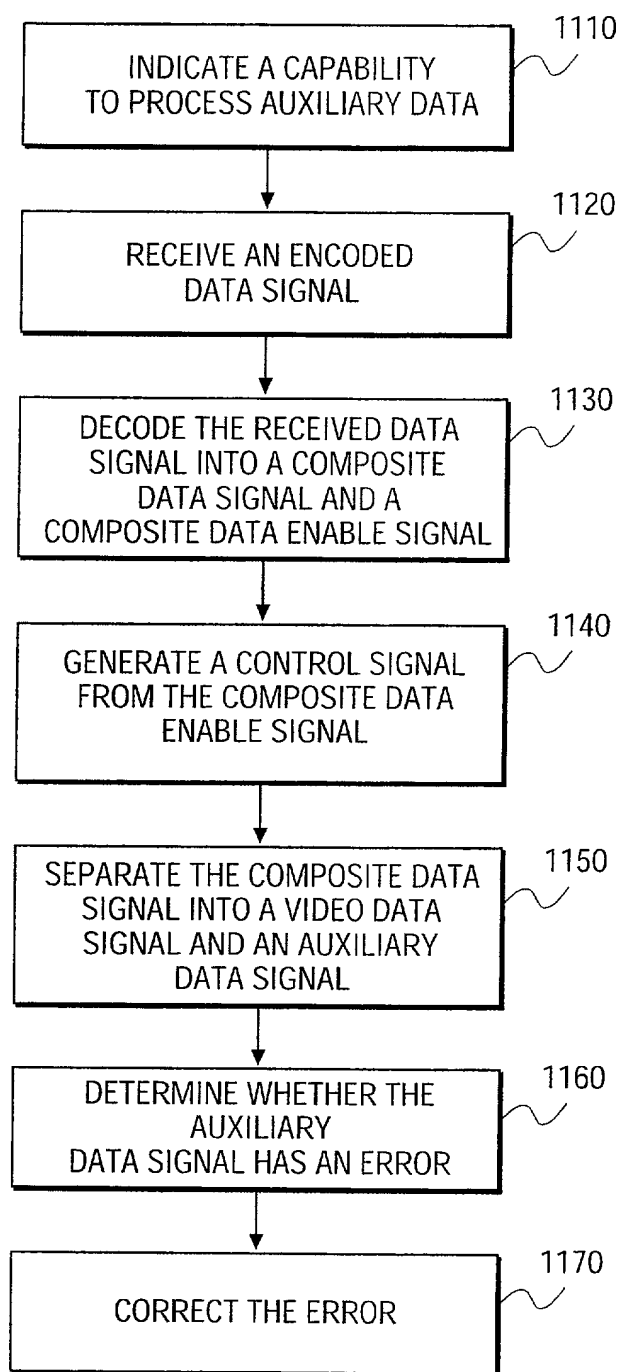 1110
INDICATE A CAPABILITY
TO PROCESS AUXILIARY DATA
1120
RECEIVE AN ENCODED
DATA SIGNAL
1130
DECODE THE RECEIVED DATA
SIGNAL INTO A COMPOSITE
DATA SIGNAL AND A
COMPOSITE DATA ENABLE SIGNAL
1140
GENERATE A CONTROL SIGNAL
FROM THE COMPOSITE DATA
ENABLE SIGNAL
1150
SEPARATE THE COMPOSITE DATA
SIGNAL INTO A VIDEO DATA
SIGNAL AND AN AUXILIARY
DATA SIGNAL
1160
DETERMINE WHETHER THE
AUXILIARY
DATA SIGNAL HAS AN ERROR
1170
CORRECT THE ERROR